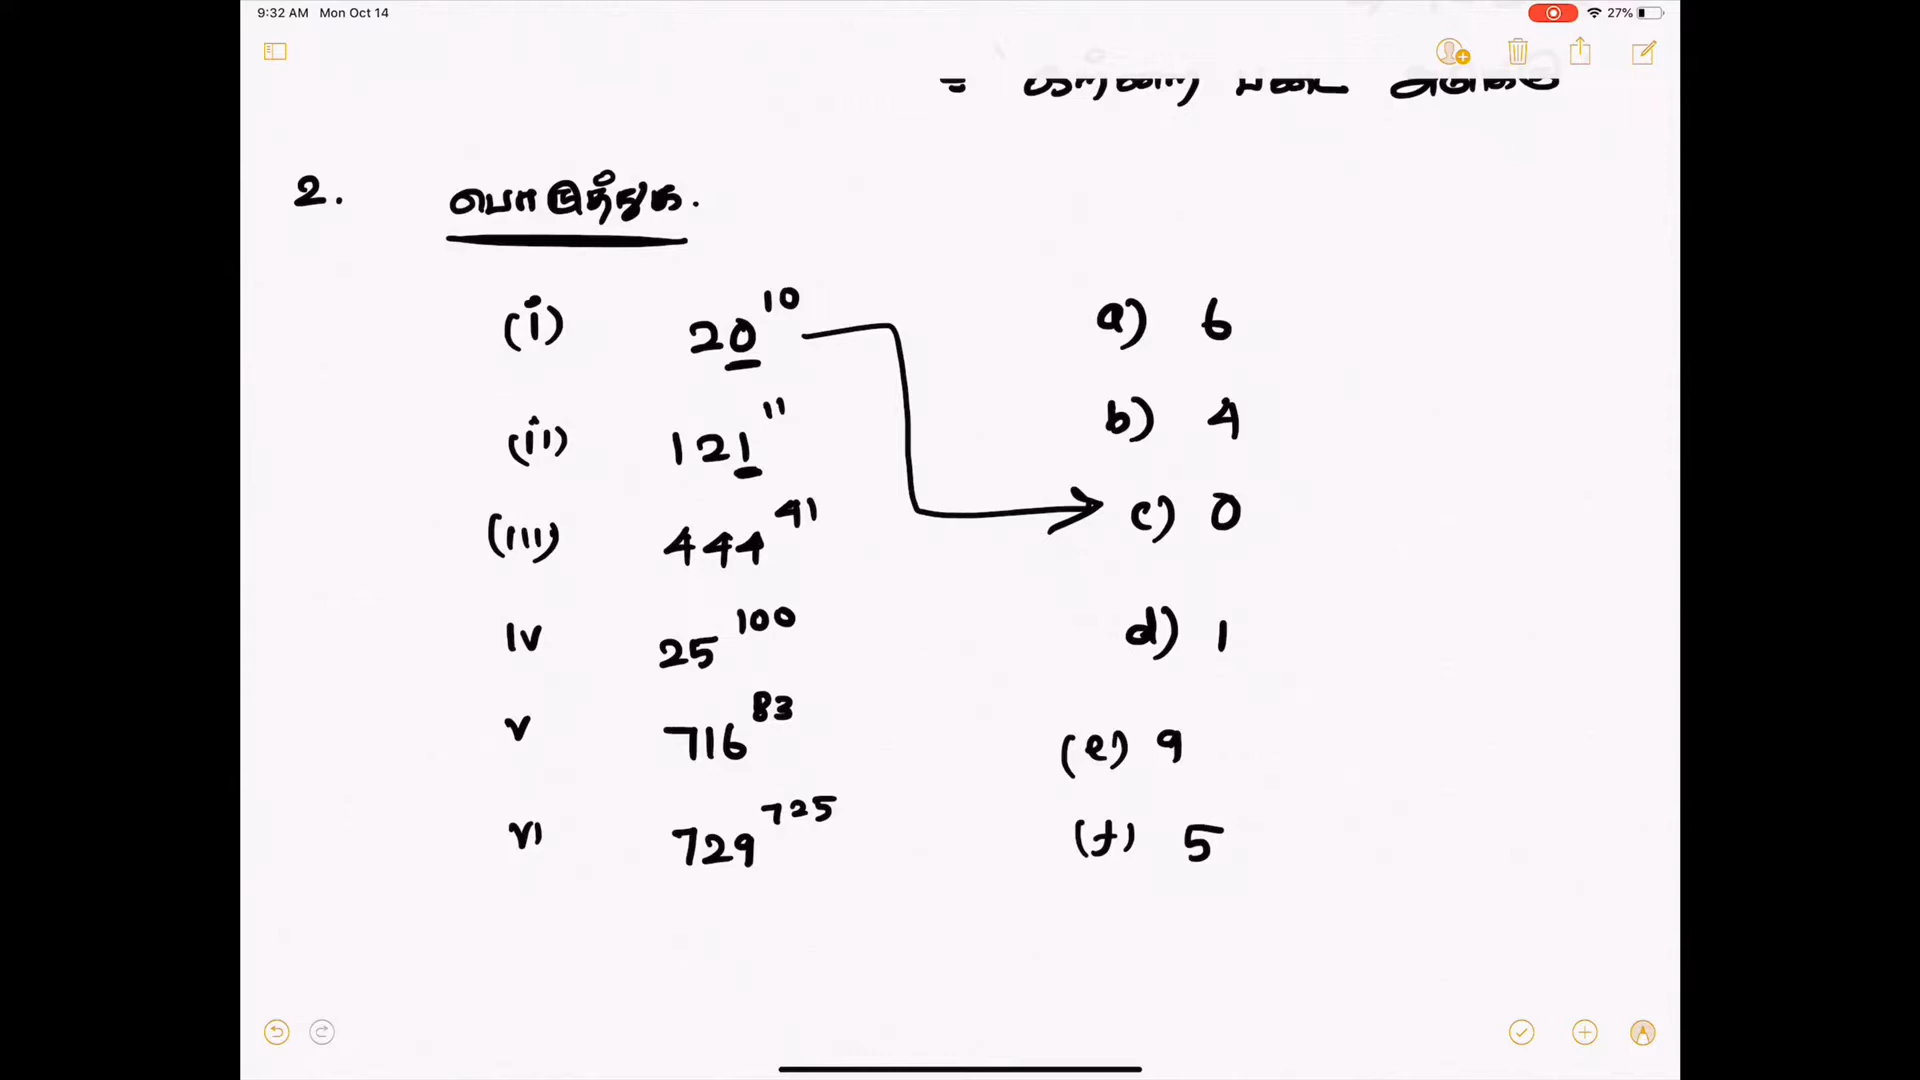 9:32 AM Mon Oct 14 27%
2. பொருத்துக.
(i) 20^10 a) 6
(ii) 121^11 b) 4
(iii) 444^41 c) 0
iv 25^100 d) 1
v 716^83 (e) 9
vi 729^725 (f) 5